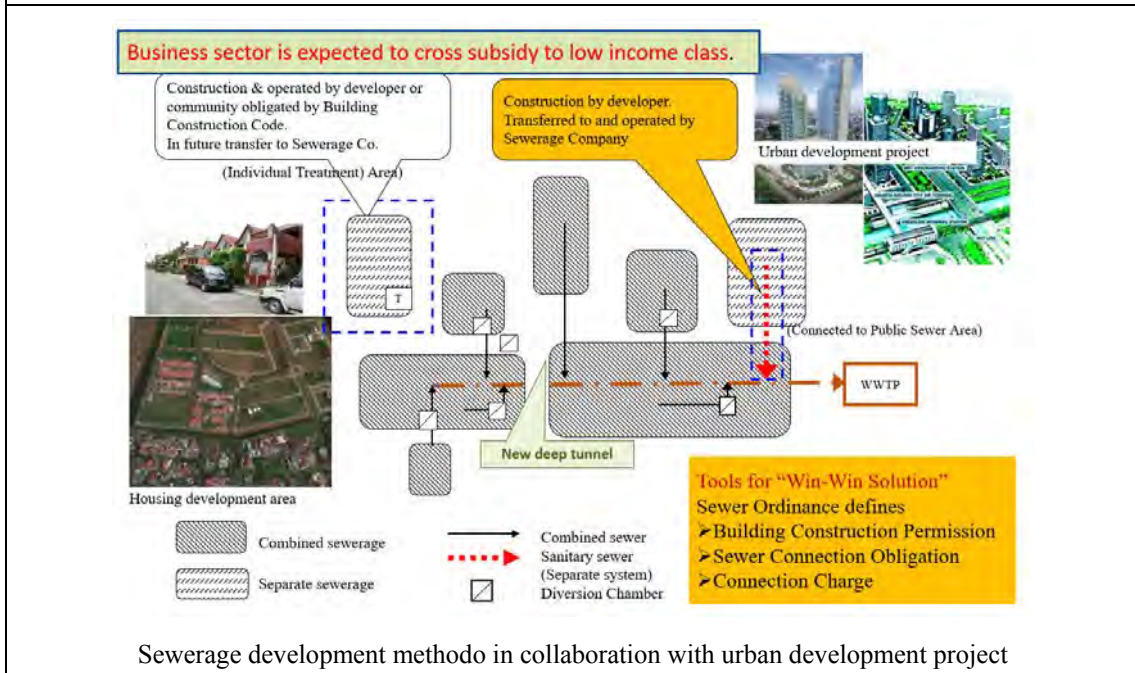 Business sector is expected to cross subsidy to low income class.
Construction & operated by developer or
community obligated by Building
Construction Code.
In future transfer to Sewerage Co.
(Individual Treatment) Area)
Construction by developer.
Transferred to and operated by
Sewerage Company
Urban development project
T
(Connected to Public Sewer Area)
WWTP
New deep tunnel
Housing development area
Combined sewerage
Separate sewerage
Combined sewer
Sanitary sewer
(Separate system)
Diversion Chamber
Tools for “Win-Win Solution”
Sewer Ordinance defines
➢Building Construction Permission
➢Sewer Connection Obligation
➢Connection Charge
Sewerage development methodo in collaboration with urban development project